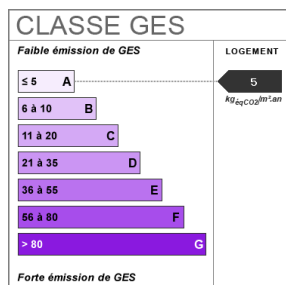 CLASSE GES
Faible émission de GES
LOGEMENT
≤ 5 A
5
kgéqCO2/m².an
6 à 10 B
11 à 20 C
21 à 35 D
36 à 55 E
56 à 80 F
> 80 G
Forte émission de GES